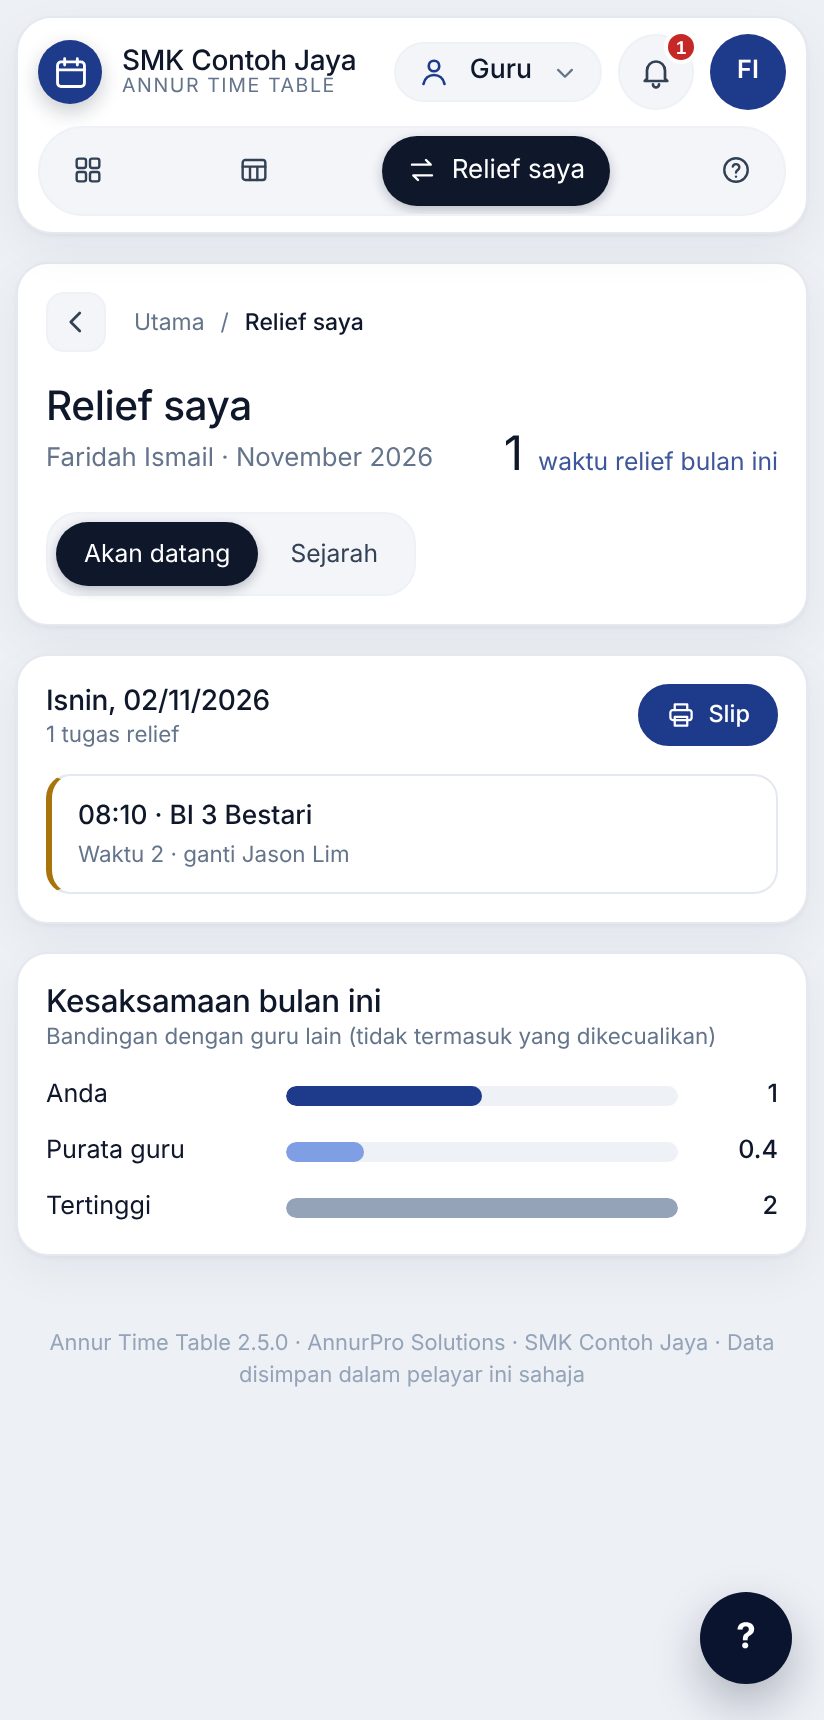 SMK Contoh Jaya
ANNUR TIME TABLE
Guru
1
FI
Relief saya
Utama / Relief saya
Relief saya
Faridah Ismail · November 2026
1 waktu relief bulan ini
Akan datang
Sejarah
Isnin, 02/11/2026
1 tugas relief
Slip
08:10 · BI 3 Bestari
Waktu 2 · ganti Jason Lim
Kesaksamaan bulan ini
Bandingan dengan guru lain (tidak termasuk yang dikecualikan)
Anda 1
Purata guru 0.4
Tertinggi 2
Annur Time Table 2.5.0 · AnnurPro Solutions · SMK Contoh Jaya · Data
disimpan dalam pelayar ini sahaja
?